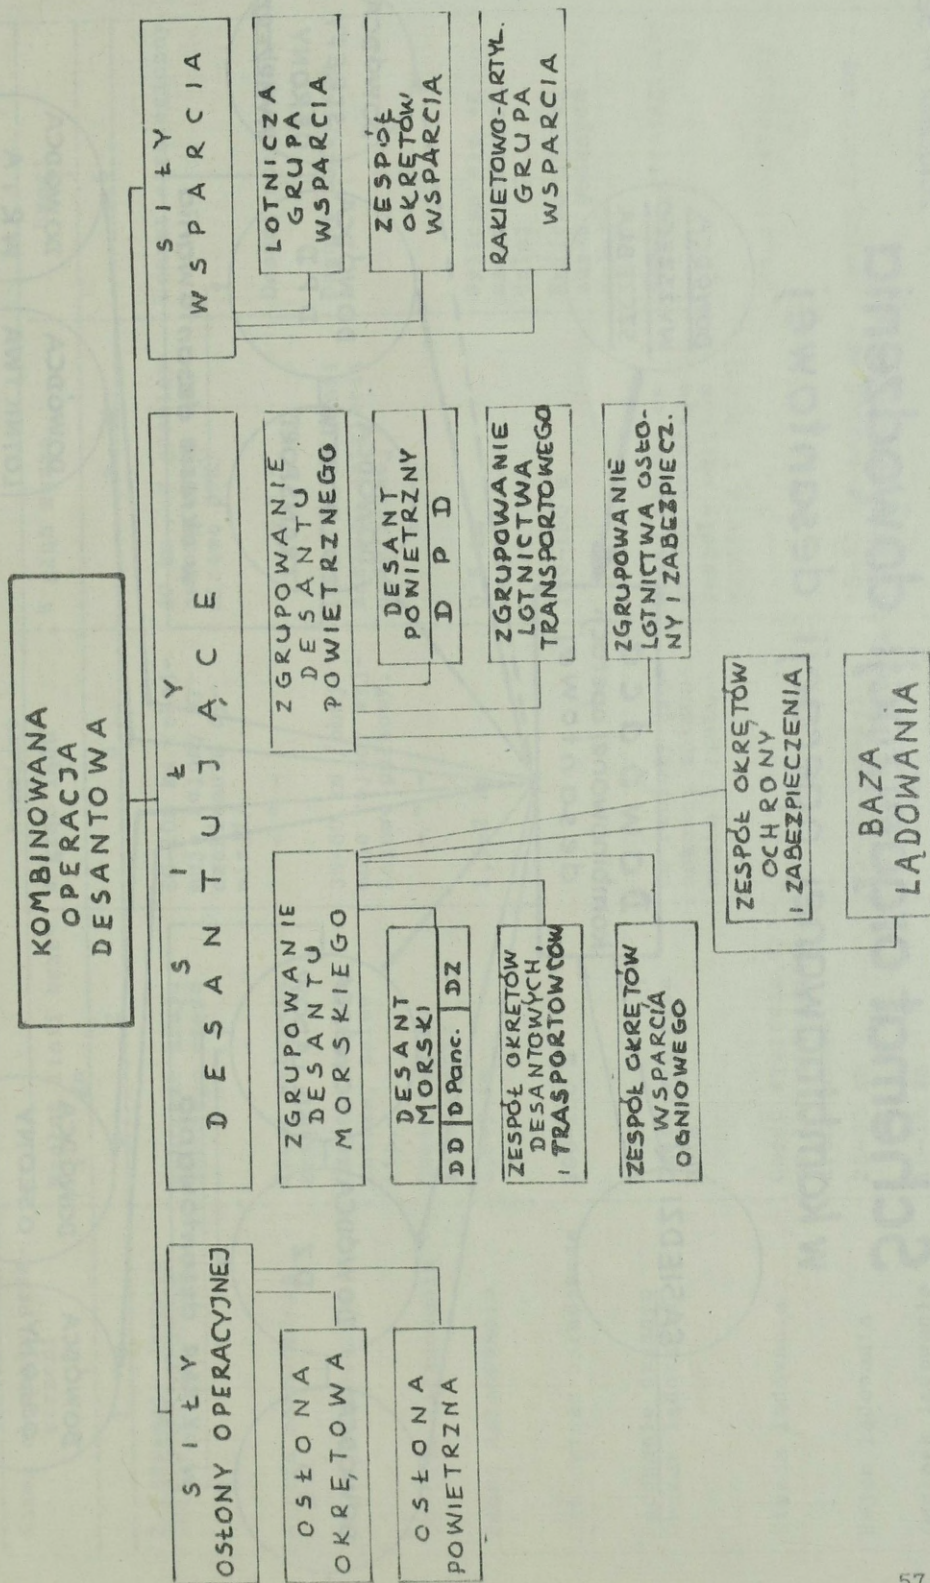 KOMBINOWANA
OPERACJA
DESANTOWA
SIŁY
OSŁONY OPERACYJNEJ
OSŁONA
OKRĘTOWA
OSŁONA
POWIETRZNA
SIŁY
DESANTUJĄCE
ZGRUPOWANIE
DESANTU
MORSKIEGO
DESANT
MORSKI
DD D Panc. DZ
ZESPÓŁ OKRĘTÓW
DESANTOWYCH,
I TRASPORTOWCÓW
ZESPÓŁ OKRĘTÓW
WSPARCIA
OGNIOWEGO
ZESPÓŁ OKRĘTÓW
OCHRONY
I ZABEZPIECZENIA
BAZA
LĄDOWANIA
ZGRUPOWANIE
DESANTU
POWIETRZNEGO
DESANT
POWIETRZNY
D P D
ZGRUPOWANIE
LOTNICTWA
TRANSPORTOWEGO
ZGRUPOWANIE
LOTNICTWA OSŁO-
NY I ZABEZPIECZ.
SIŁY
WSPARCIA
LOTNICZA
GRUPA
WSPARCIA
ZESPÓŁ
OKRĘTÓW
WSPARCIA
RAKIETOWO-ARTYL.
GRUPA
WSPARCIA
57